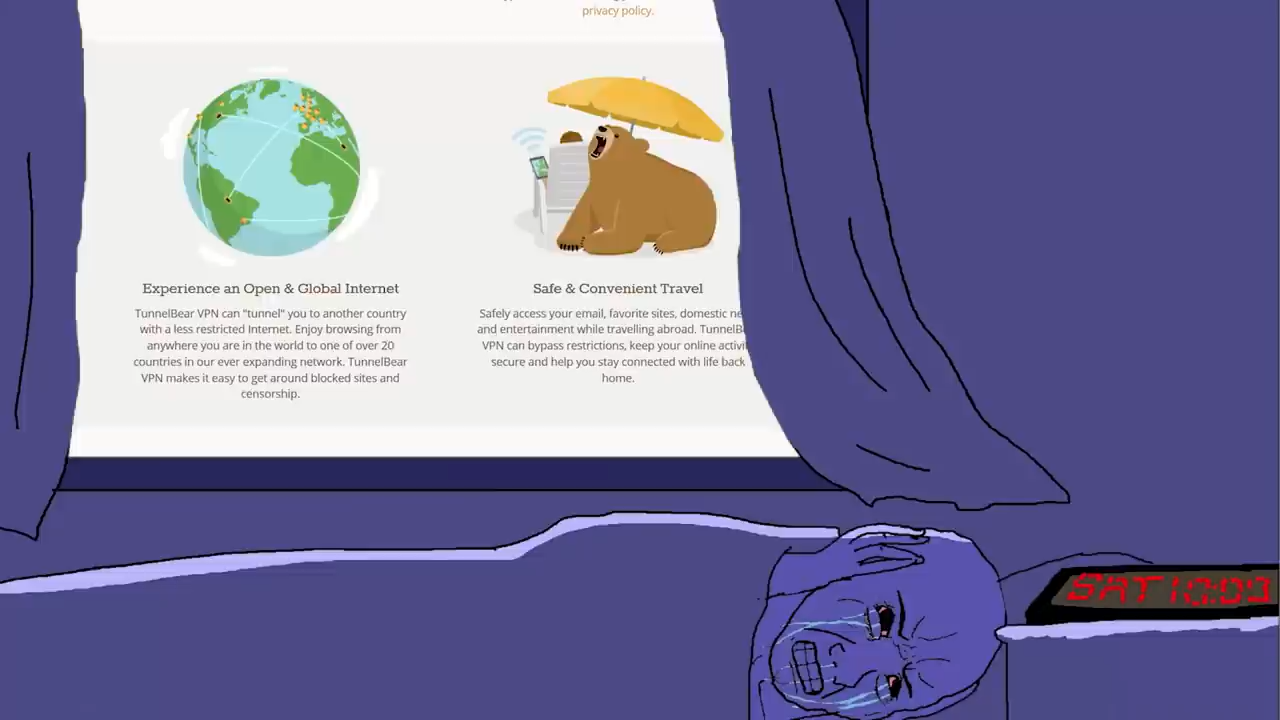 privacy policy.
Experience an Open & Global Internet
TunnelBear VPN can "tunnel" you to another country
with a less restricted Internet. Enjoy browsing from
anywhere you are in the world to one of over 20
countries in our ever expanding network. TunnelBear
VPN makes it easy to get around blocked sites and
censorship.
Safe & Convenient Travel
Safely access your email, favorite sites, domestic ne
and entertainment while travelling abroad. TunnelB
VPN can bypass restrictions, keep your online activi
secure and help you stay connected with life back
home.
SAT 10:00